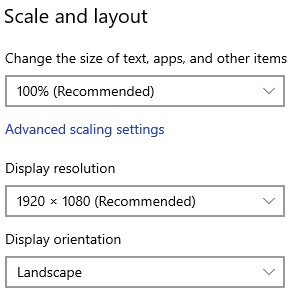 Scale and layout
Change the size of text, apps, and other items
100% (Recommended)
Advanced scaling settings
Display resolution
1920 × 1080 (Recommended)
Display orientation
Landscape